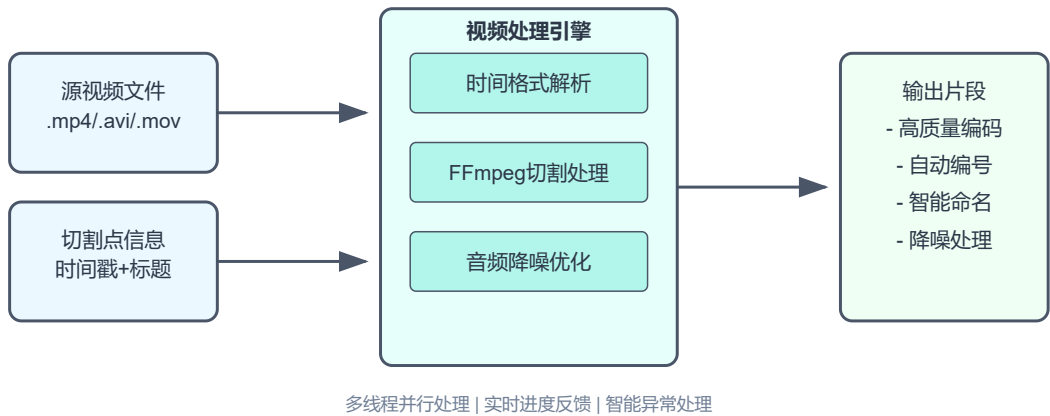 源视频文件
.mp4/.avi/.mov
切割点信息
时间戳+标题
视频处理引擎
时间格式解析
FFmpeg切割处理
音频降噪优化
输出片段
- 高质量编码
- 自动编号
- 智能命名
- 降噪处理
多线程并行处理 | 实时进度反馈 | 智能异常处理